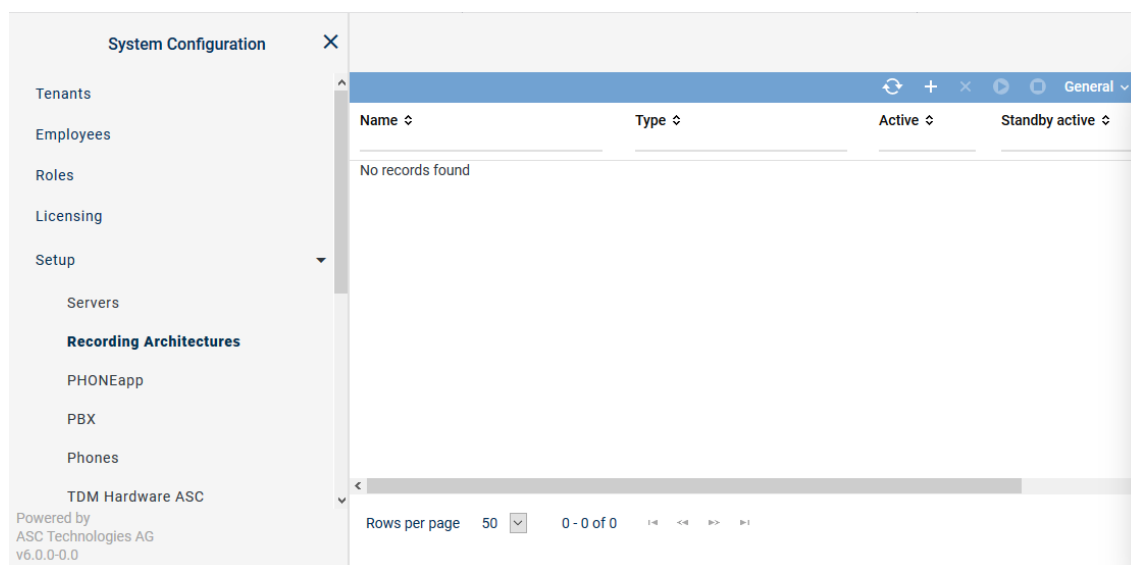 System Configuration
Tenants
Employees
Roles
Licensing
Setup
Servers
Recording Architectures
PHONEapp
PBX
Phones
TDM Hardware ASC
Powered by
ASC Technologies AG
v6.0.0-0.0
General
Name Type Active Standby active
No records found
Rows per page 50 0 - 0 of 0